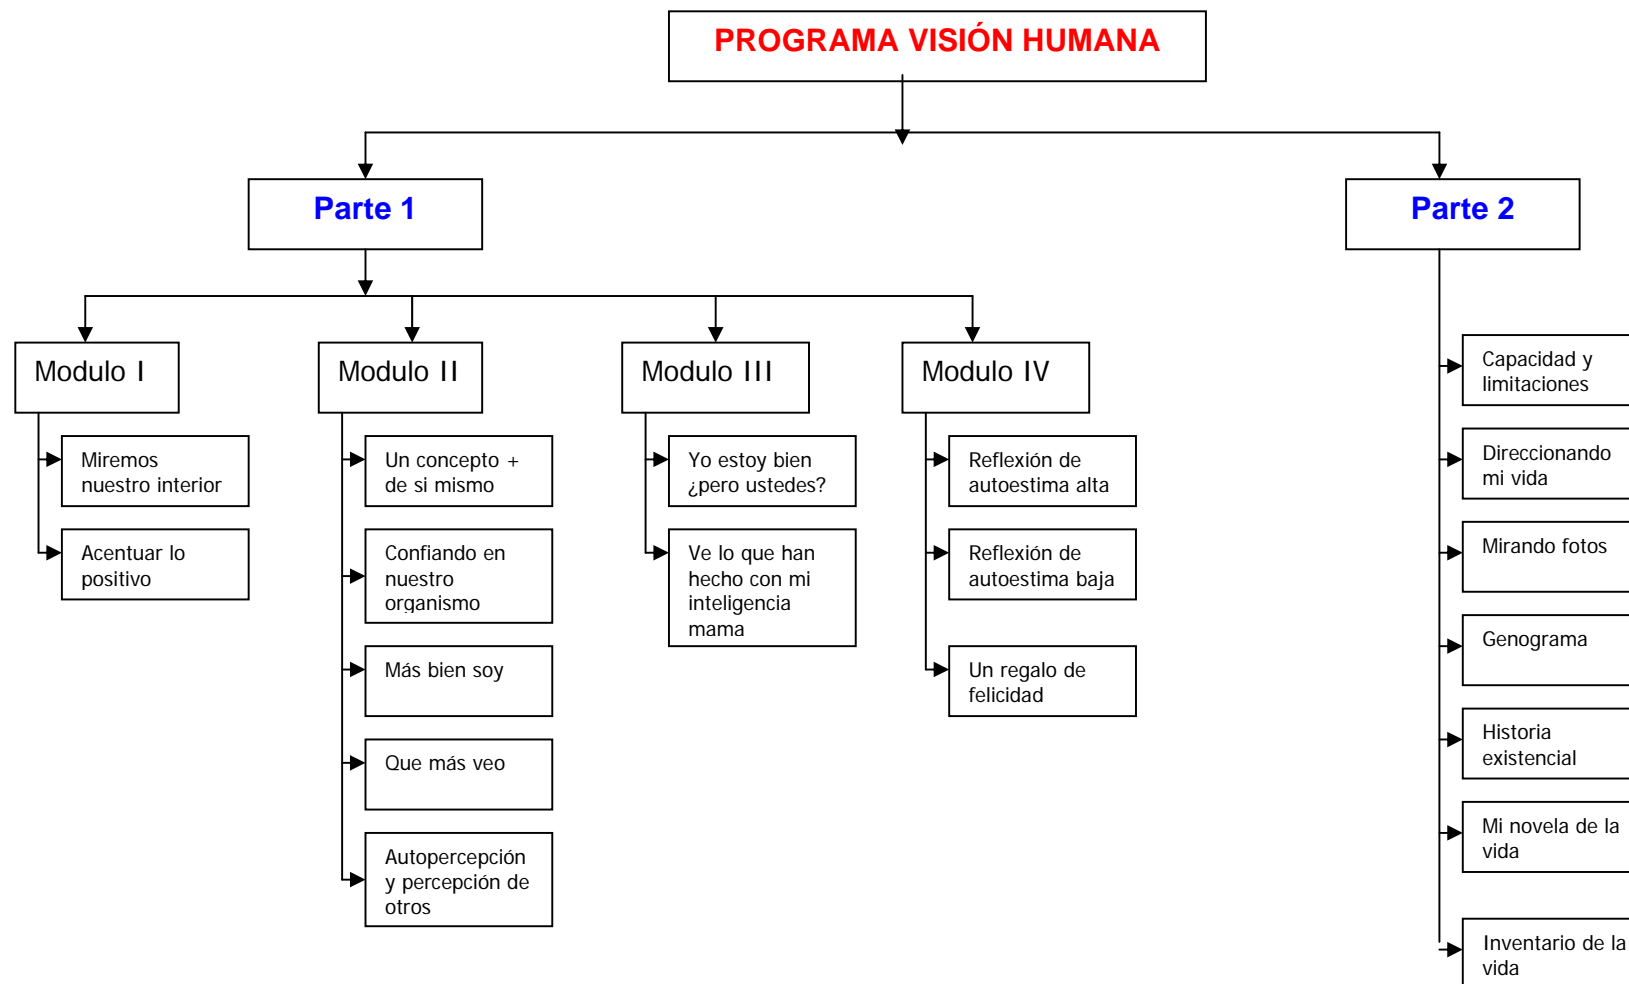 PROGRAMA VISIÓN HUMANA
Parte 1
Parte 2
Modulo I
Miremos
nuestro interior
Acentuar lo
positivo
Modulo II
Un concepto +
de si mismo
Confiando en
nuestro
organismo
Más bien soy
Que más veo
Autopercepción
y percepción de
otros
Modulo III
Yo estoy bien
¿pero ustedes?
Ve lo que han
hecho con mi
inteligencia
mama
Modulo IV
Reflexión de
autoestima alta
Reflexión de
autoestima baja
Un regalo de
felicidad
Capacidad y
limitaciones
Direccionando
mi vida
Mirando fotos
Genograma
Historia
existencial
Mi novela de la
vida
Inventario de la
vida